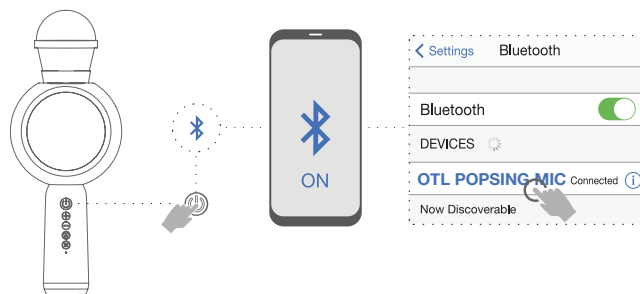 ON
Settings Bluetooth
Bluetooth
DEVICES
OTL POPSING MIC Connected
Now Discoverable